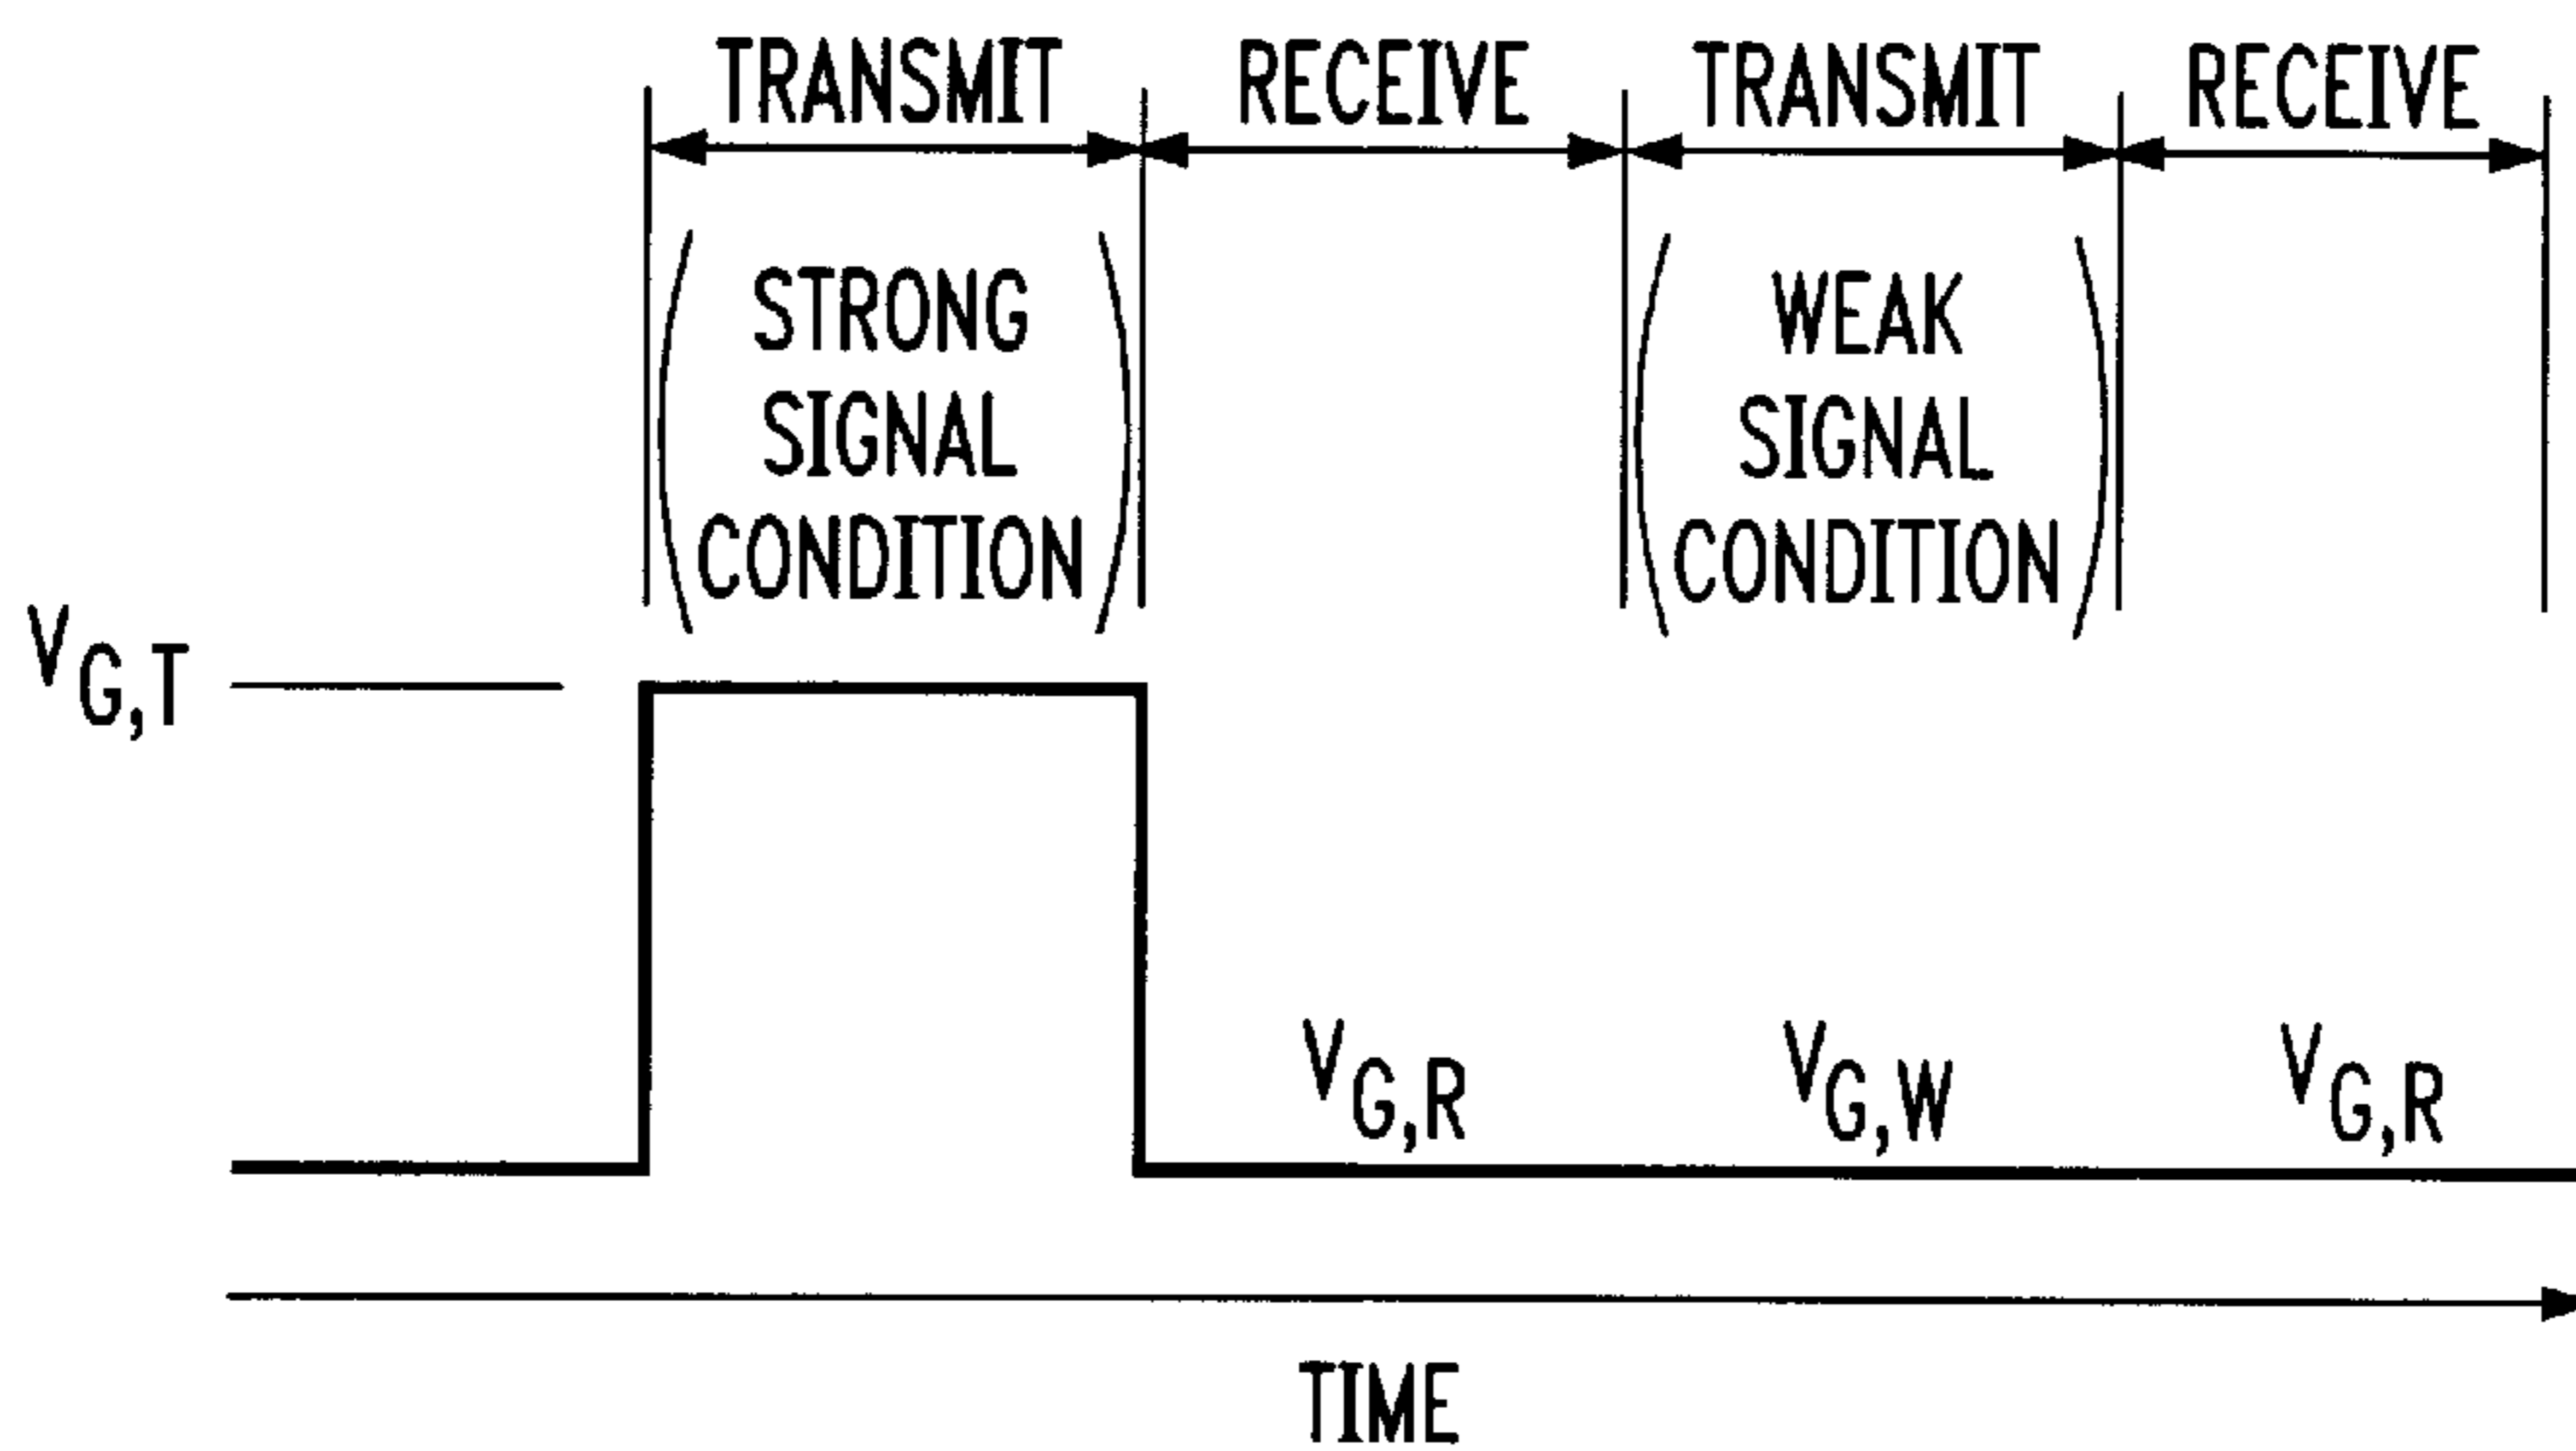 TRANSMIT RECEIVE TRANSMIT RECEIVE
STRONG
SIGNAL
CONDITION
WEAK
SIGNAL
CONDITION
VG,T
VG,R VG,W VG,R
TIME